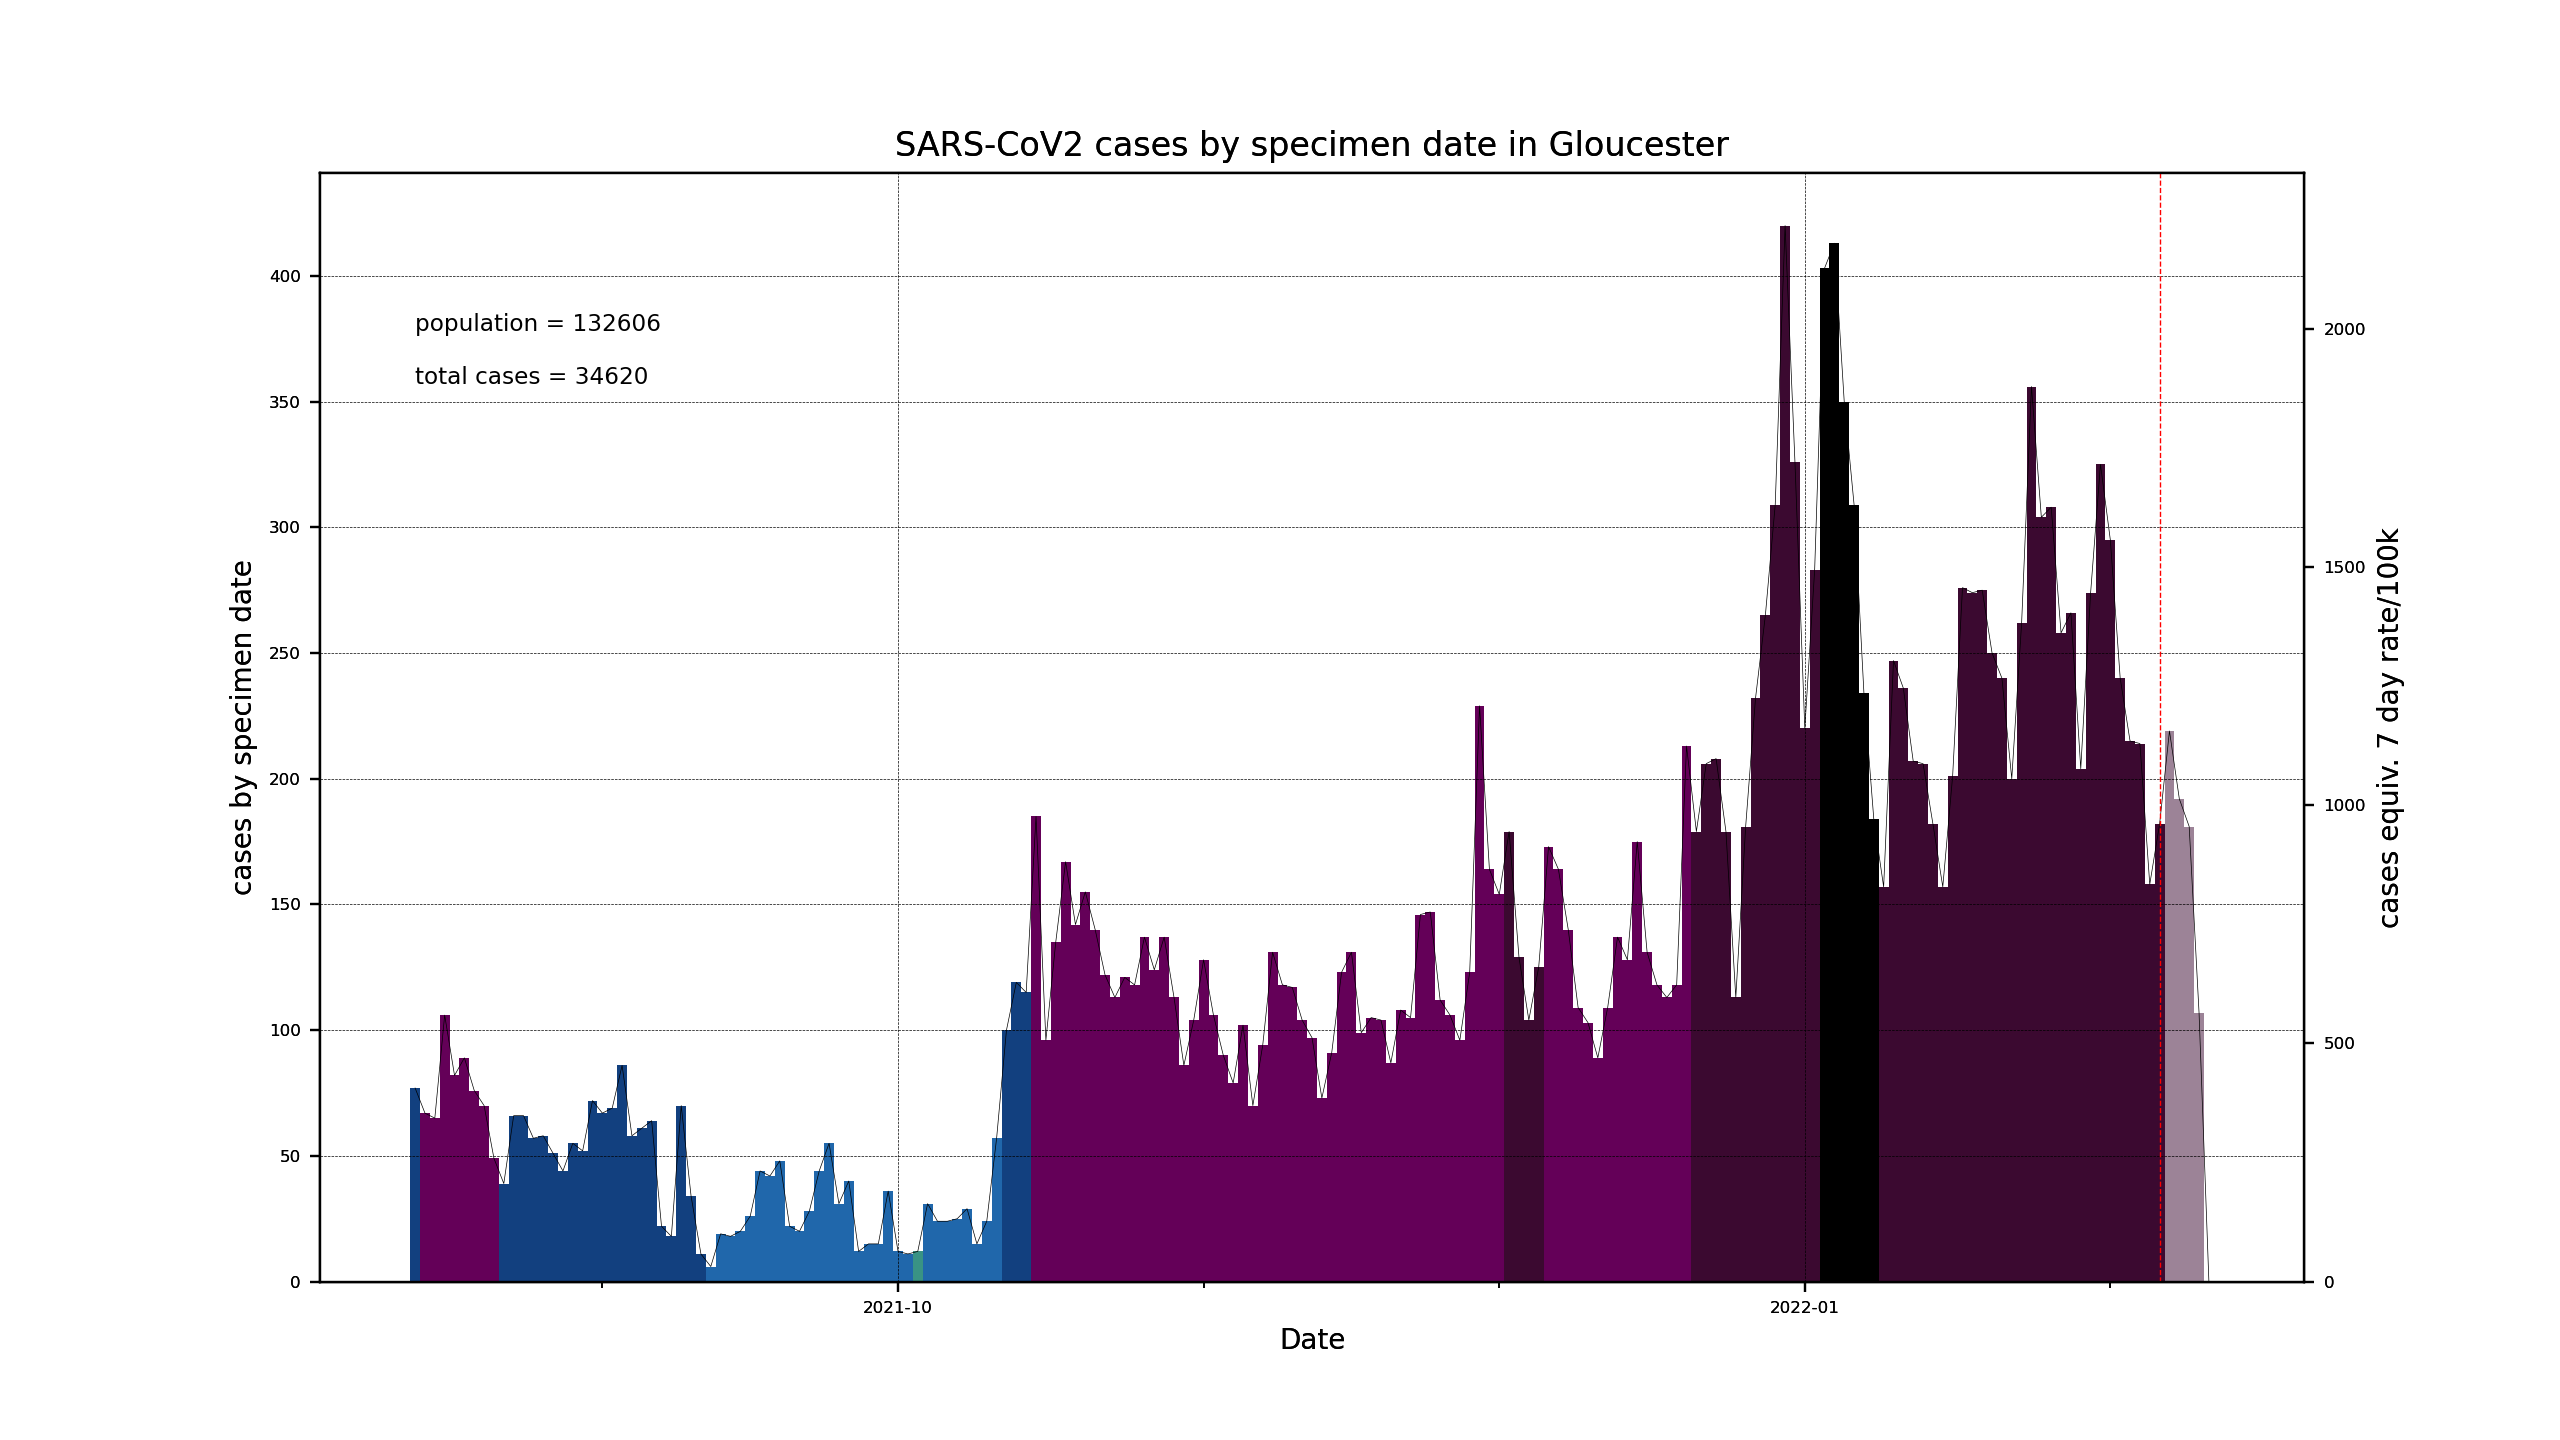 SARS-CoV2 cases by specimen date in Gloucester
population = 132606
total cases = 34620
cases by specimen date
400
350
300
250
200
150
100
50
0
2000
1500
1000
500
0
cases equiv. 7 day rate/100k
2021-10
2022-01
Date